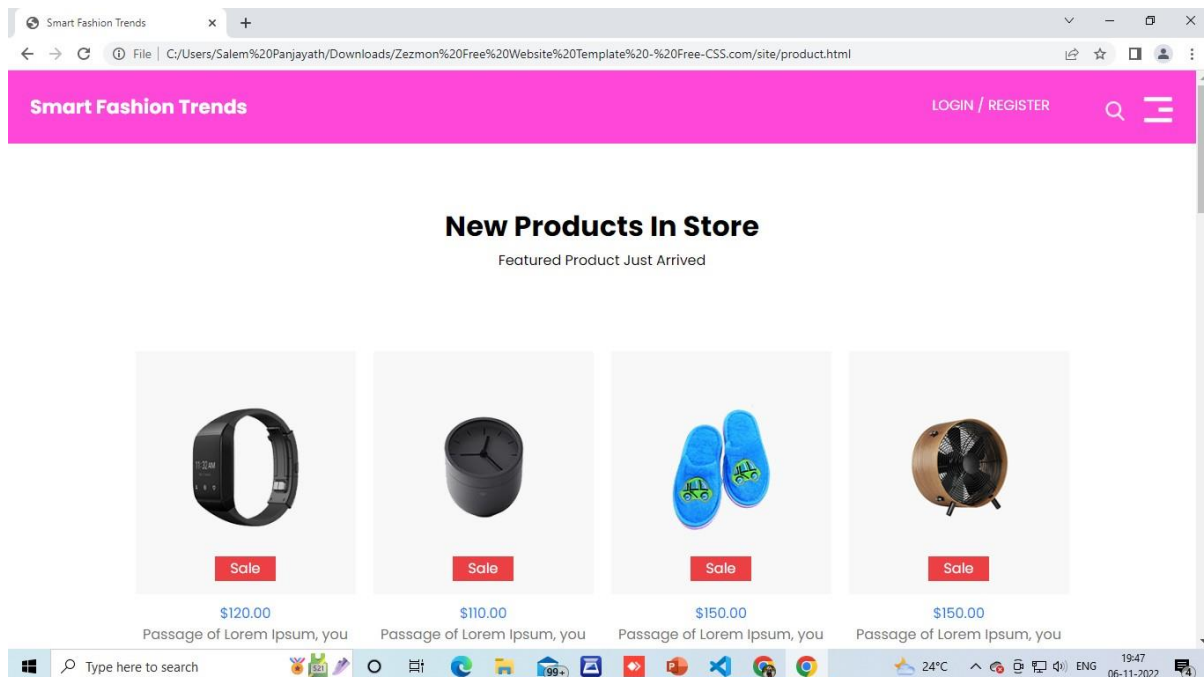 Smart Fashion Trends
File | C:/Users/Salem%20Panjayath/Downloads/Zezmon%20Free%20Website%20Template%20-%20Free-CSS.com/site/product.html
Smart Fashion Trends
LOGIN / REGISTER
New Products In Store
Featured Product Just Arrived
Sale
Sale
Sale
Sale
$120.00
$110.00
$150.00
$150.00
Passage of Lorem Ipsum, you
Passage of Lorem Ipsum, you
Passage of Lorem Ipsum, you
Passage of Lorem Ipsum, you
Type here to search
99+
24°C
ENG
19:47
06-11-2022
4